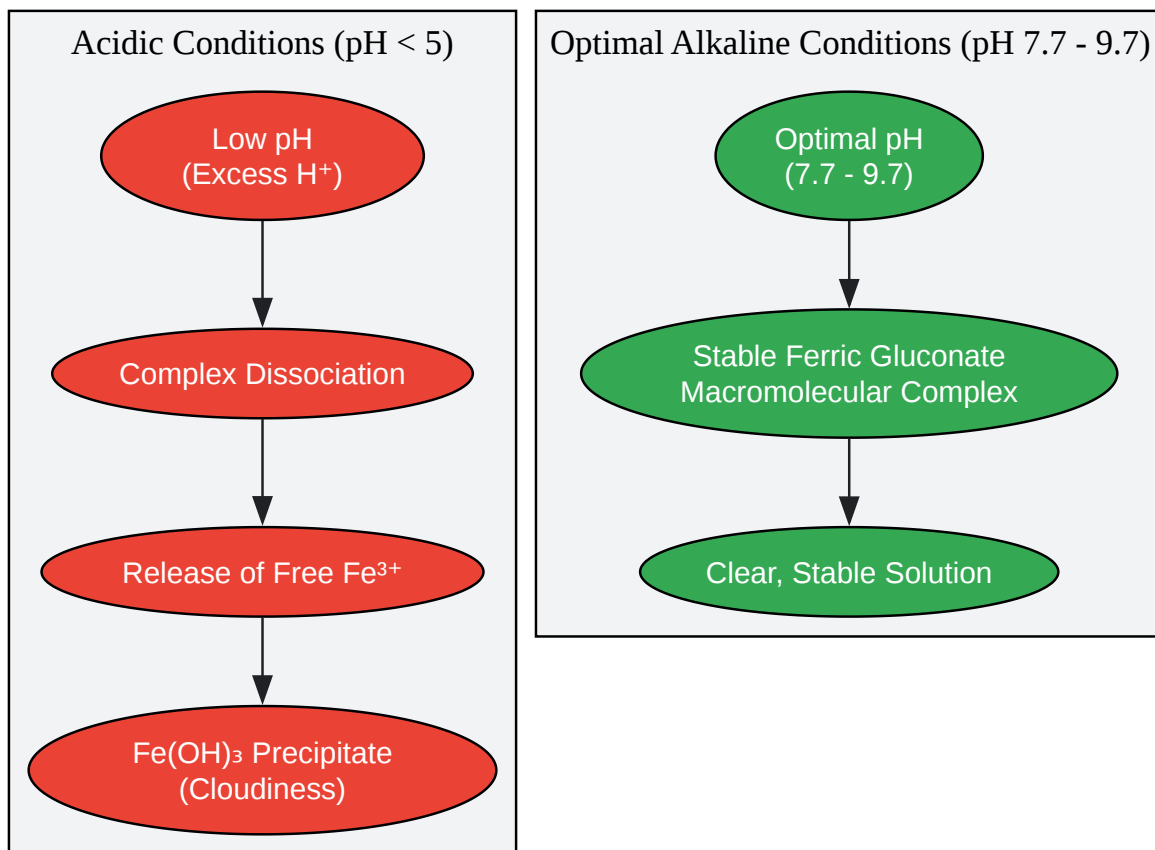 Acidic Conditions (pH < 5)
Low pH
(Excess H⁺)
Complex Dissociation
Release of Free Fe³⁺
Fe(OH)₃ Precipitate
(Cloudiness)
Optimal Alkaline Conditions (pH 7.7 - 9.7)
Optimal pH
(7.7 - 9.7)
Stable Ferric Gluconate
Macromolecular Complex
Clear, Stable Solution